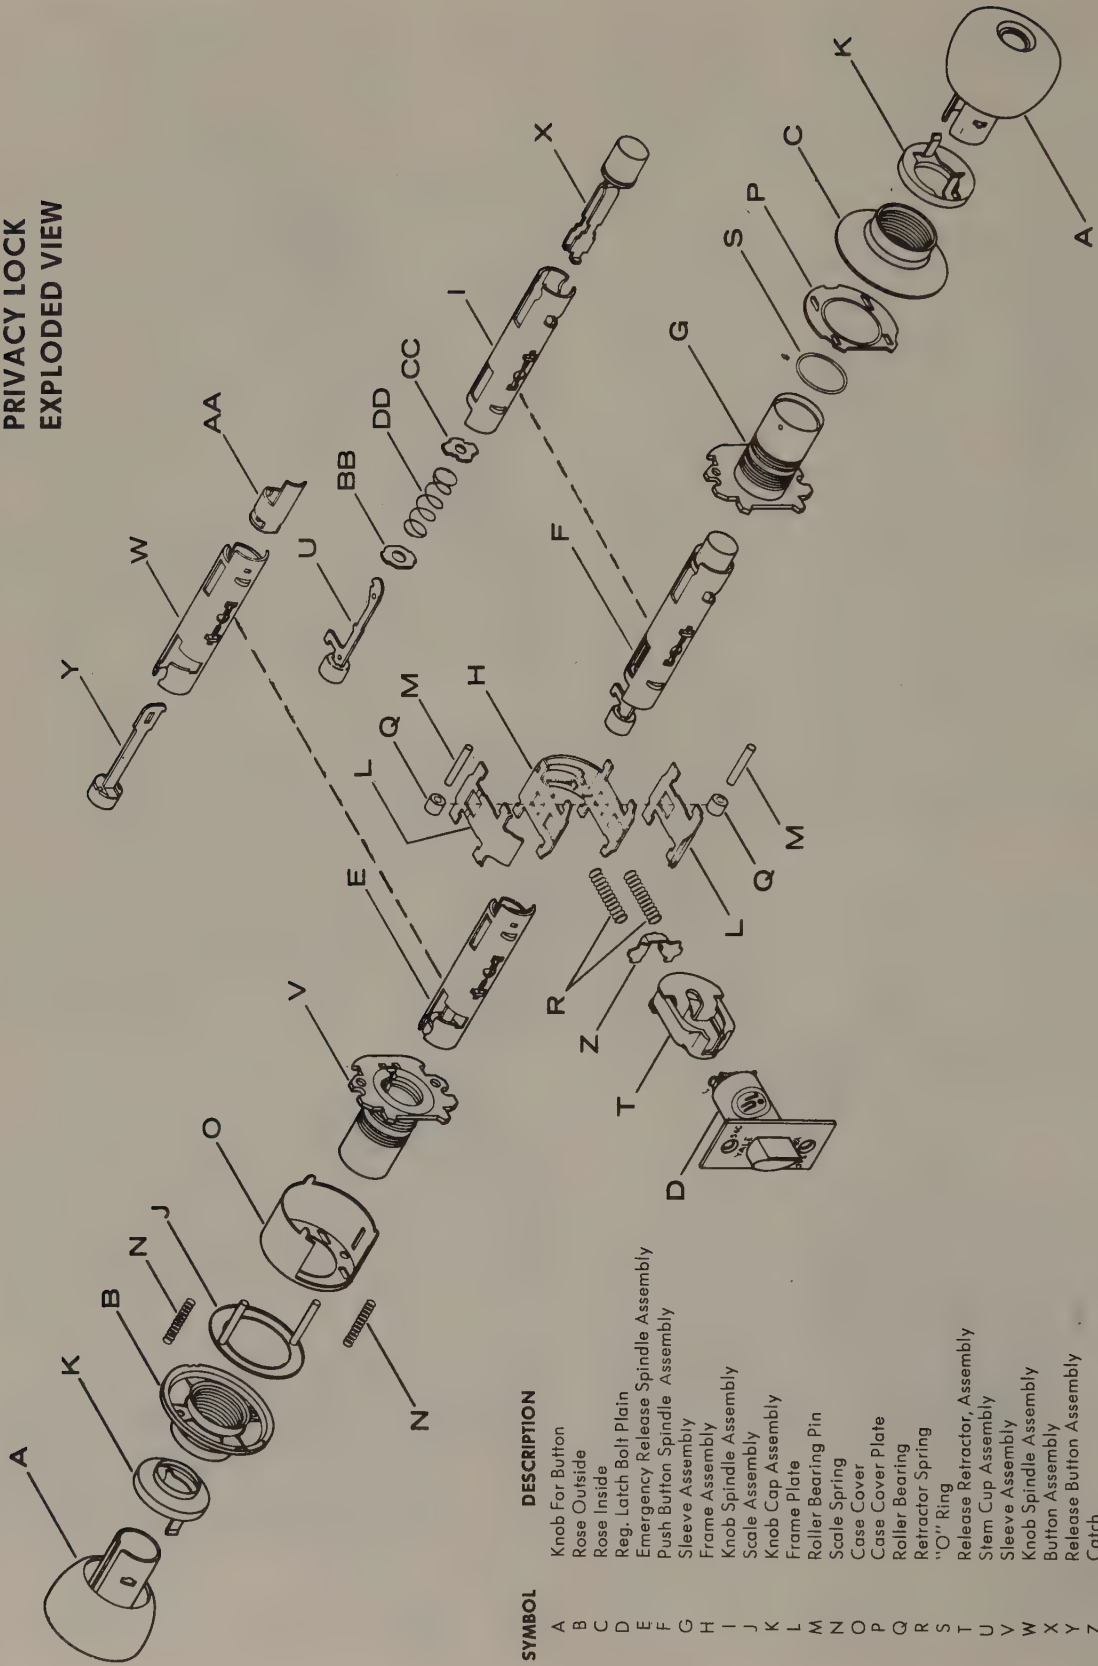 PRIVACY LOCK
EXPLODED VIEW
A
K
B
N
J
N
O
V
E
Y
W
AA
L
Q
M
H
U
BB
DD
CC
I
X
F
G
S
P
C
K
A
R
Z
T
D
YALE
L
Q
M
SYMBOL DESCRIPTION
A Knob For Button
B Rose Outside
C Rose Inside
D Reg. Latch Bolt Plain
E Emergency Release Spindle Assembly
F Push Button Spindle Assembly
G Sleeve Assembly
H Frame Assembly
I Knob Spindle Assembly
J Scale Assembly
K Knob Cap Assembly
L Frame Plate
M Roller Bearing Pin
N Scale Spring
O Case Cover
P Case Cover Plate
Q Roller Bearing
R Retractor Spring
S "O" Ring
T Release Retractor, Assembly
U Stem Cup Assembly
V Sleeve Assembly
W Knob Spindle Assembly
X Button Assembly
Y Release Button Assembly
Z Catch